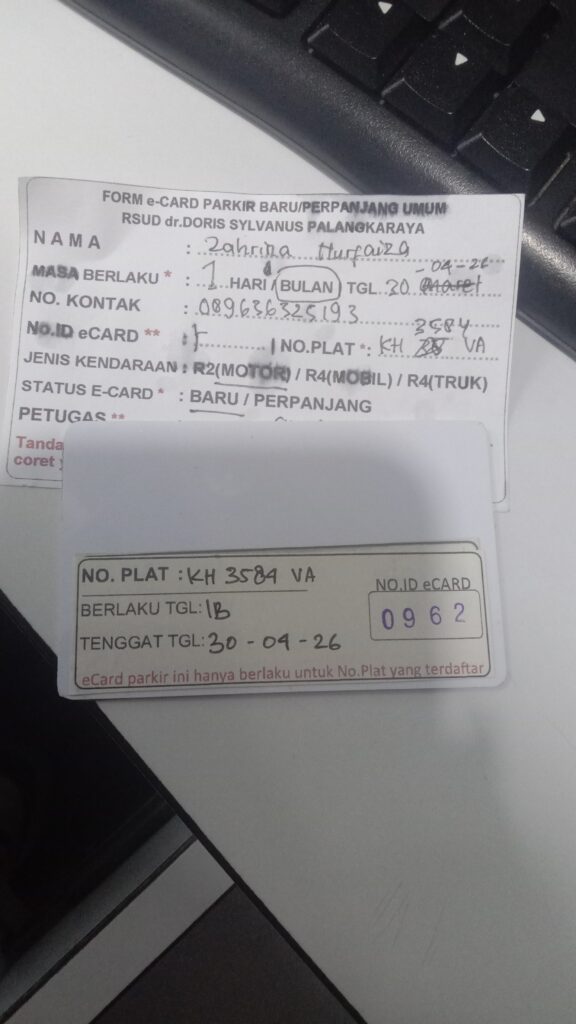 FORM e-CARD PARKIR BARU/PERPANJANG UMUM
RSUD dr.DORIS SYLVANUS PALANGKARAYA
NAMA : Zahrina Nurfaiza
MASA BERLAKU * : 1 HARI / BULAN TGL 30 -04-26
NO. KONTAK : 089636325193
No.ID eCARD ** : NO.PLAT *: KH 3584 VA
JENIS KENDARAAN : R2(MOTOR) / R4(MOBIL) / R4(TRUK)
STATUS E-CARD * : BARU / PERPANJANG
PETUGAS ** :
Tanda
coret
NO. PLAT : KH 3584 VA
BERLAKU TGL: 1B
TENGGAT TGL: 30 - 04 - 26
NO.ID eCARD
0962
eCard parkir ini hanya berlaku untuk No.Plat yang terdaftar